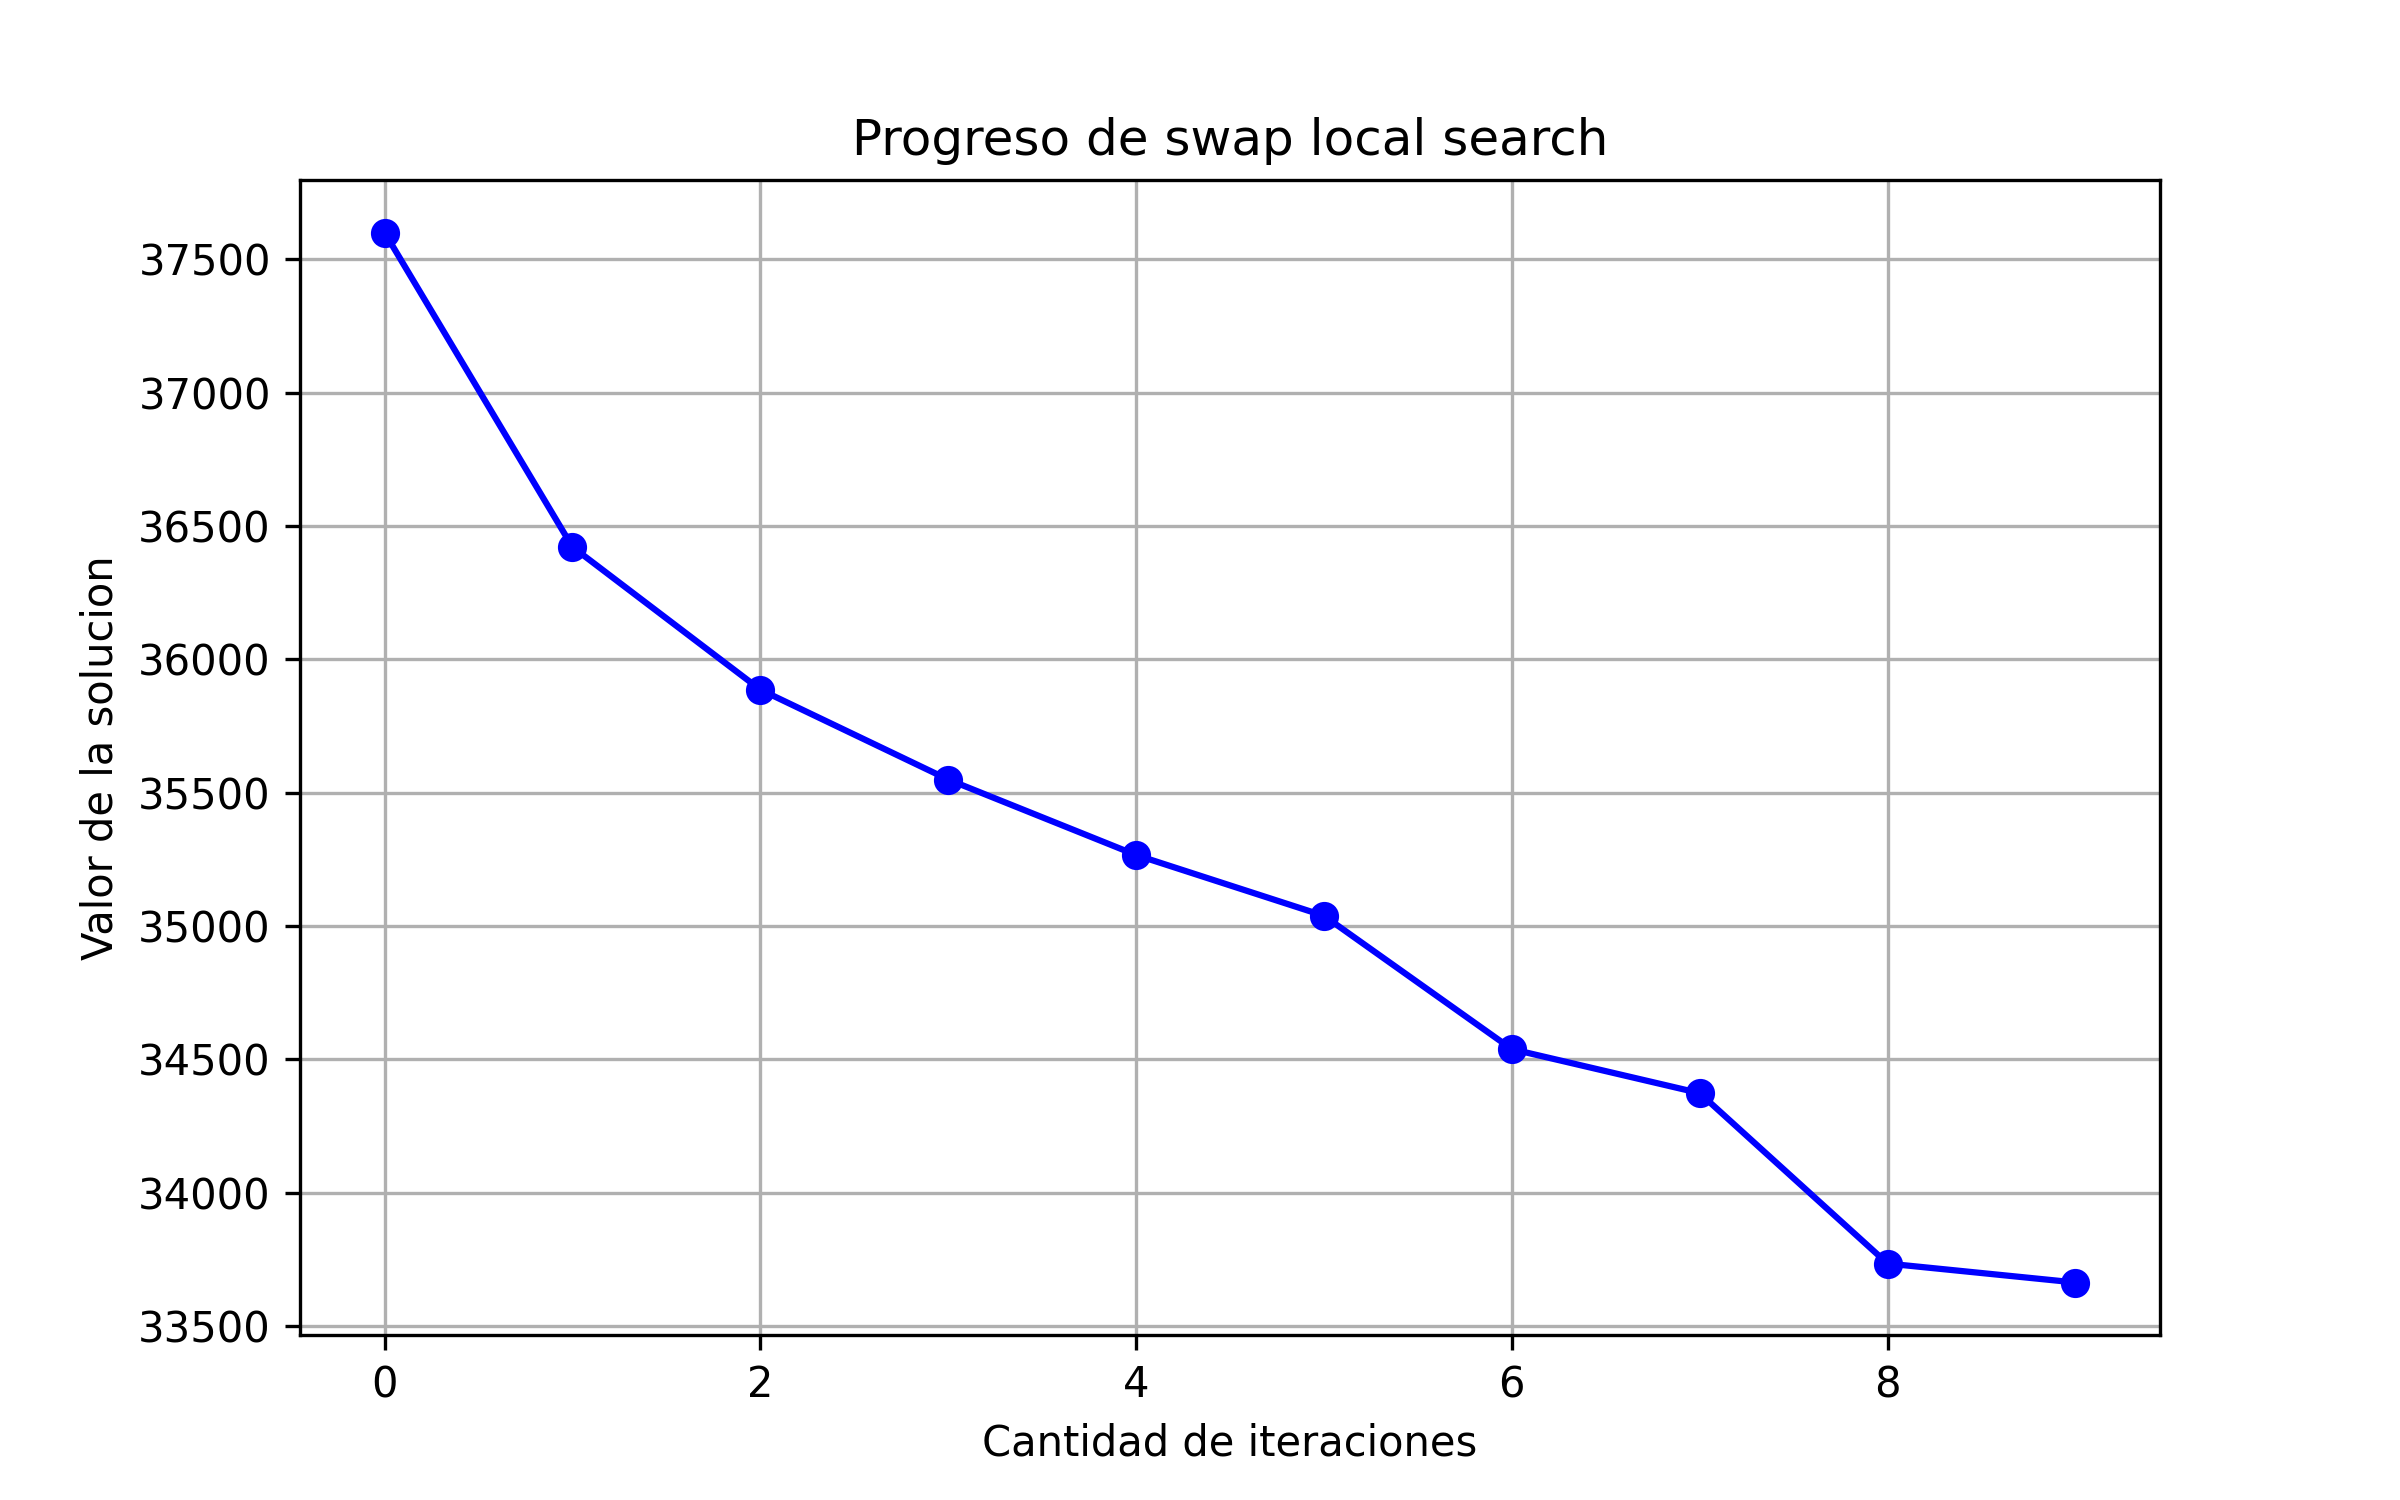 Progreso de swap local search
Valor de la solucion
37500
37000
36500
36000
35500
35000
34500
34000
33500
0 2 4 6 8
Cantidad de iteraciones